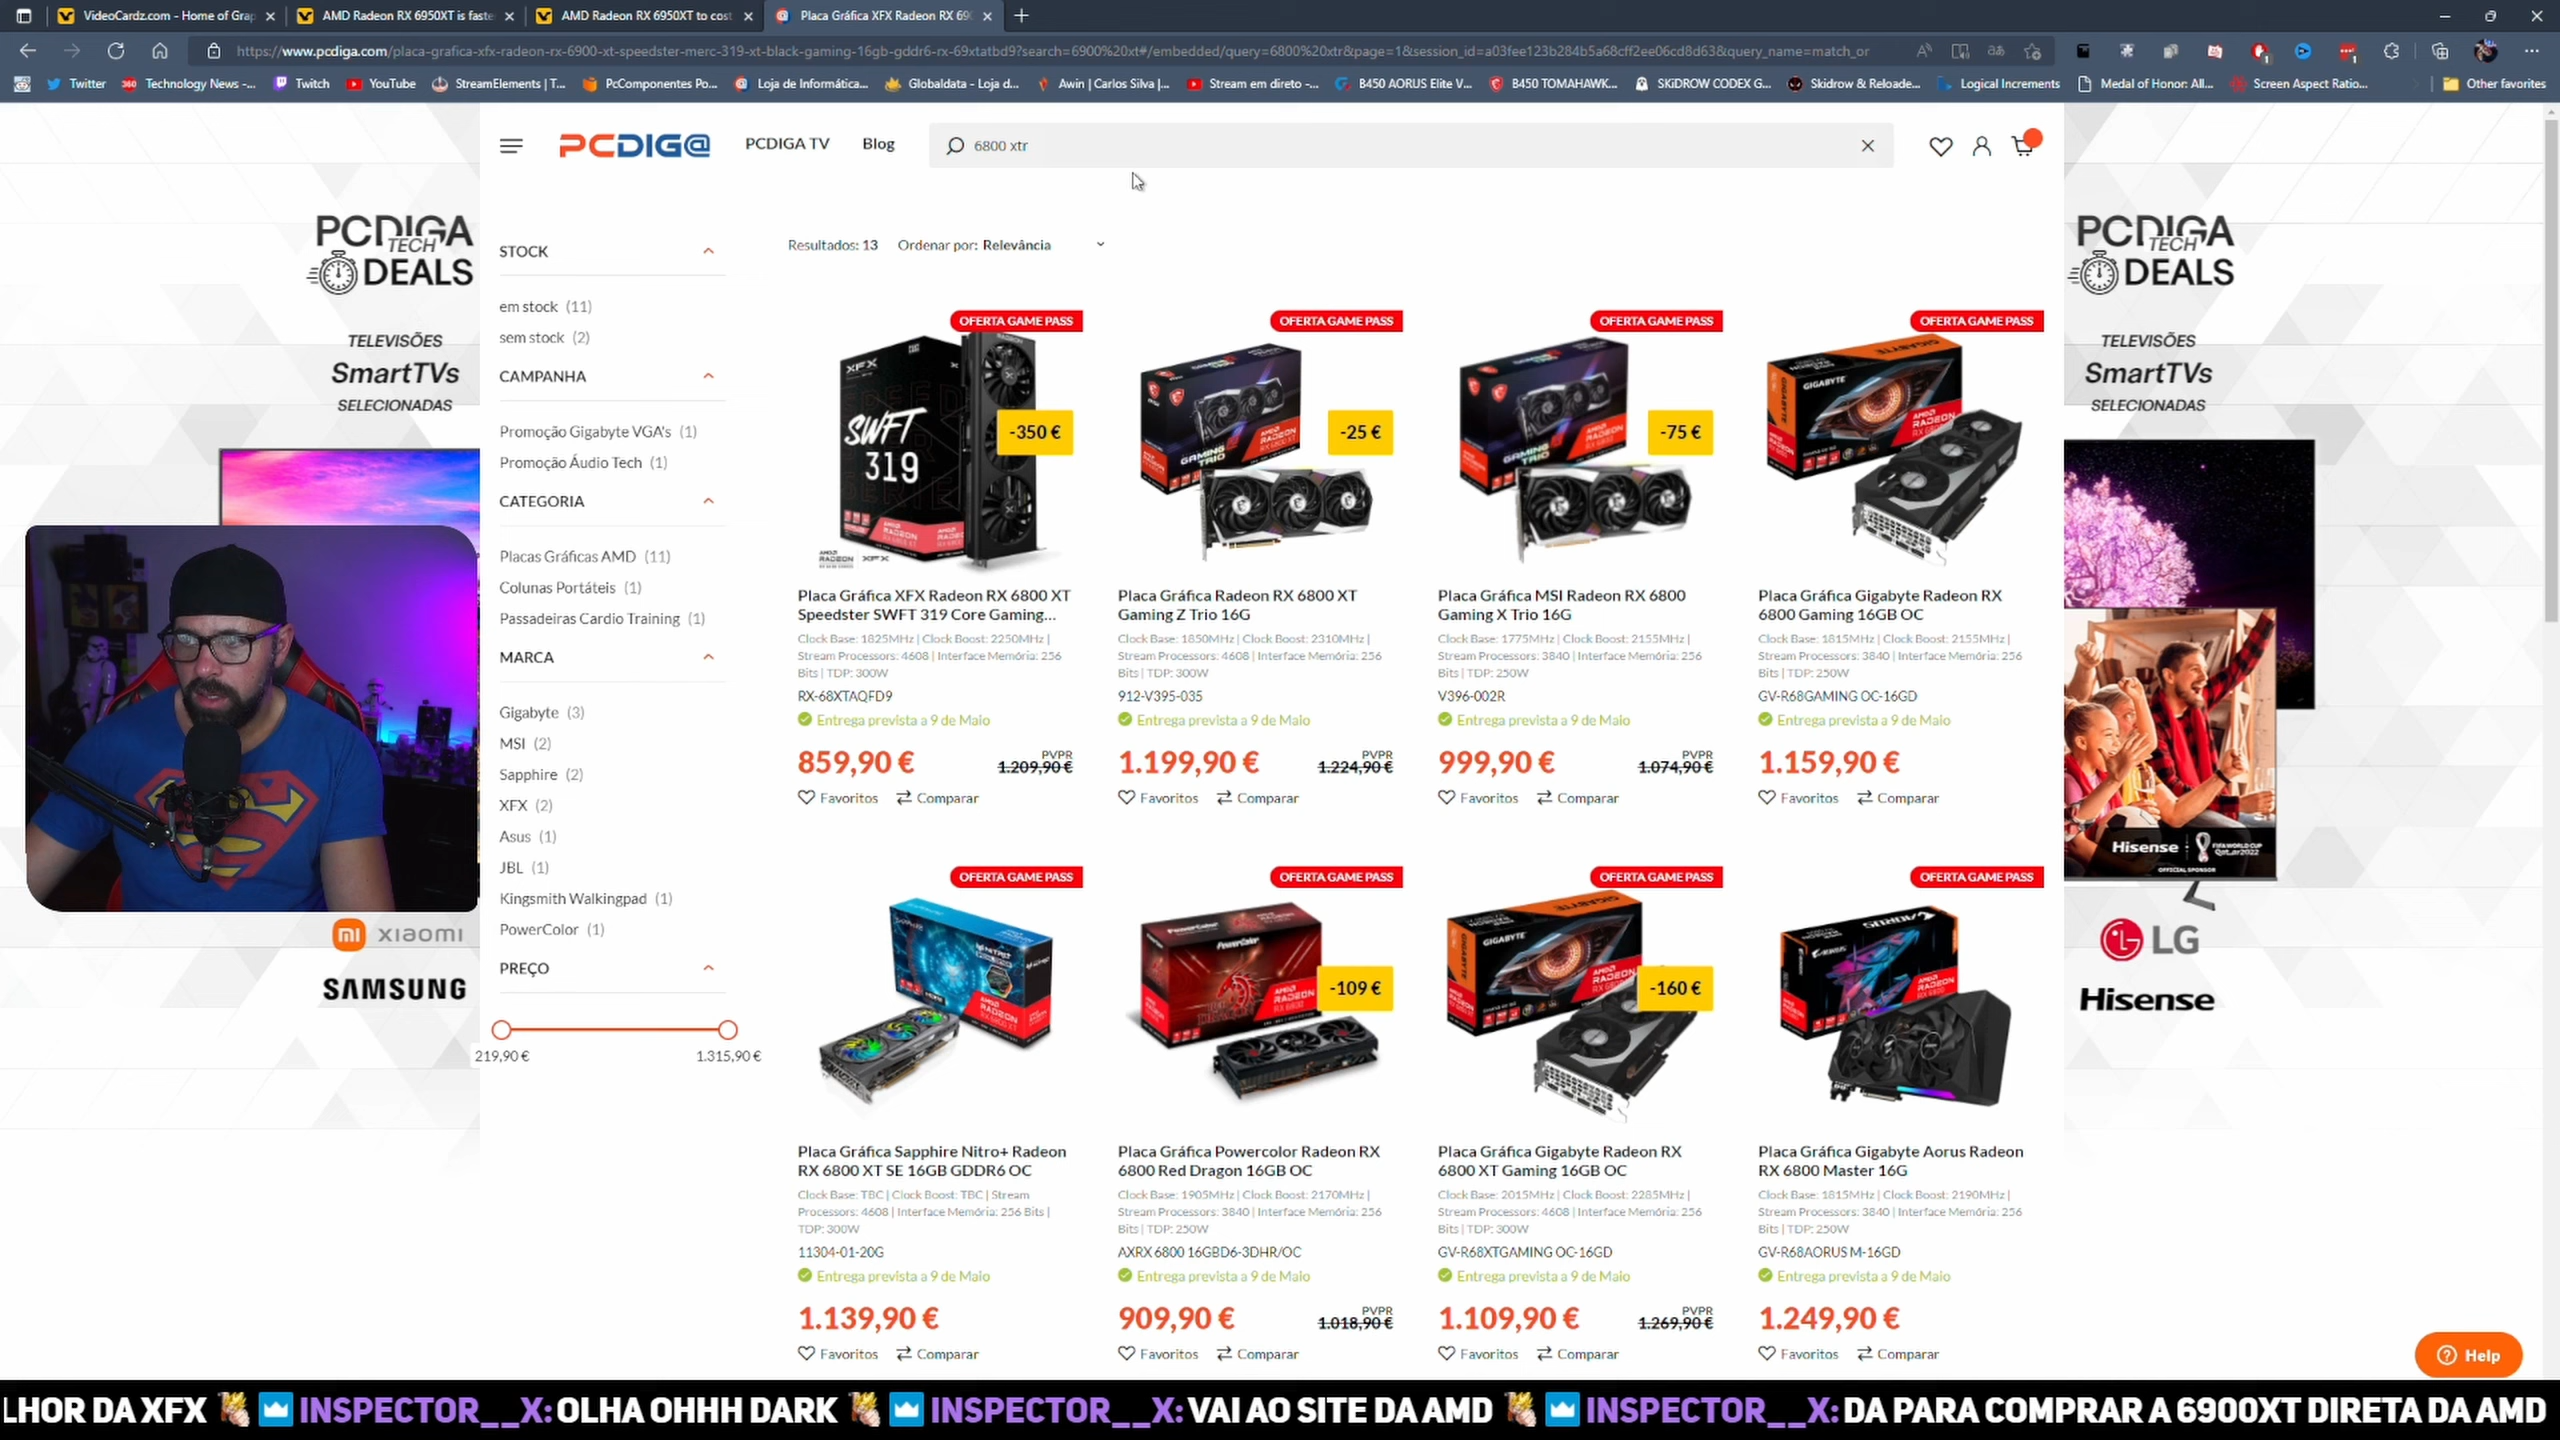 VideoCardz.com - Home of Grap
AMD Radeon RX 6950XT is faste
AMD Radeon RX 6950XT to cost
Placa Gráfica XFX Radeon RX 69
https://www.pcdiga.com/placa-grafica-xfx-radeon-rx-6900-xt-speedster-merc-319-xt-black-gaming-16gb-gddr6-rx-69xtatbd9?search=6900%20xt#/embedded/query=6800%20xtr&page=1&session_id=a03fee123b284b5a68cff2ee06cd8d63&query_name=match_or
Twitter
Technology News -...
Twitch
YouTube
StreamElements | T...
PcComponentes Po...
Loja de Informática...
Globaldata - Loja d...
Awin | Carlos Silva |...
Stream em direto -...
B450 AORUS Elite V...
B450 TOMAHAWK...
SKiDROW CODEX G...
Skidrow & Reloade...
Logical Increments
Medal of Honor: All...
Screen Aspect Ratio...
Other favorites
PCDIG@
PCDIGA TV
Blog
6800 xtr
PCDIGA
TECH
DEALS
TELEVISÕES
SmartTVs
SELECIONADAS
xiaomi
SAMSUNG
STOCK
em stock (11)
sem stock (2)
CAMPANHA
Promoção Gigabyte VGA's (1)
Promoção Áudio Tech (1)
CATEGORIA
Placas Gráficas AMD (11)
Colunas Portáteis (1)
Passadeiras Cardio Training (1)
MARCA
Gigabyte (3)
MSI (2)
Sapphire (2)
XFX (2)
Asus (1)
JBL (1)
Kingsmith Walkingpad (1)
PowerColor (1)
PREÇO
219,90 €
1.315,90 €
Resultados: 13
Ordenar por: Relevância
OFERTA GAME PASS
XFX
SWFT
319
-350 €
Placa Gráfica XFX Radeon RX 6800 XT
Speedster SWFT 319 Core Gaming...
Clock Base: 1825MHz | Clock Boost: 2250MHz |
Stream Processors: 4608 | Interface Memória: 256
Bits | TDP: 300W
RX-68XTAQFD9
Entrega prevista a 9 de Maio
859,90 €
PVPR
1.209,90 €
Favoritos
Comparar
OFERTA GAME PASS
GAMING
TRIO
-25 €
Placa Gráfica Radeon RX 6800 XT
Gaming Z Trio 16G
Clock Base: 1850MHz | Clock Boost: 2310MHz |
Stream Processors: 4608 | Interface Memória: 256
Bits | TDP: 300W
912-V395-035
Entrega prevista a 9 de Maio
1.199,90 €
PVPR
1.224,90 €
Favoritos
Comparar
OFERTA GAME PASS
GAMING
TRIO
-75 €
Placa Gráfica MSI Radeon RX 6800
Gaming X Trio 16G
Clock Base: 1775MHz | Clock Boost: 2155MHz |
Stream Processors: 3840 | Interface Memória: 256
Bits | TDP: 250W
V396-002R
Entrega prevista a 9 de Maio
999,90 €
PVPR
1.074,90 €
Favoritos
Comparar
OFERTA GAME PASS
GIGABYTE
Placa Gráfica Gigabyte Radeon RX
6800 Gaming 16GB OC
Clock Base: 1815MHz | Clock Boost: 2155MHz |
Stream Processors: 3840 | Interface Memória: 256
Bits | TDP: 250W
GV-R68GAMING OC-16GD
Entrega prevista a 9 de Maio
1.159,90 €
Favoritos
Comparar
OFERTA GAME PASS
Placa Gráfica Sapphire Nitro+ Radeon
RX 6800 XT SE 16GB GDDR6 OC
Clock Base: TBC | Clock Boost: TBC | Stream
Processors: 4608 | Interface Memória: 256 Bits |
TDP: 300W
11304-01-20G
Entrega prevista a 9 de Maio
1.139,90 €
Favoritos
Comparar
OFERTA GAME PASS
PowerColor
-109 €
Placa Gráfica Powercolor Radeon RX
6800 Red Dragon 16GB OC
Clock Base: 1905MHz | Clock Boost: 2170MHz |
Stream Processors: 3840 | Interface Memória: 256
Bits | TDP: 250W
AXRX 6800 16GBD6-3DHR/OC
Entrega prevista a 9 de Maio
909,90 €
PVPR
1.018,90 €
Favoritos
Comparar
OFERTA GAME PASS
GIGABYTE
-160 €
Placa Gráfica Gigabyte Radeon RX
6800 XT Gaming 16GB OC
Clock Base: 2015MHz | Clock Boost: 2285MHz |
Stream Processors: 4608 | Interface Memória: 256
Bits | TDP: 300W
GV-R68XTGAMING OC-16GD
Entrega prevista a 9 de Maio
1.109,90 €
PVPR
1.269,90 €
Favoritos
Comparar
OFERTA GAME PASS
AORUS
Placa Gráfica Gigabyte Aorus Radeon
RX 6800 Master 16G
Clock Base: 1815MHz | Clock Boost: 2190MHz |
Stream Processors: 3840 | Interface Memória: 256
Bits | TDP: 250W
GV-R68AORUS M-16GD
Entrega prevista a 9 de Maio
1.249,90 €
Favoritos
Comparar
PCDIGA
TECH
DEALS
TELEVISÕES
SmartTVs
SELECIONADAS
Hisense
FIFA WORLD CUP
Qatar2022
OFFICIAL SPONSOR
LG
Hisense
Help
LHOR DA XFX INSPECTOR__X: OLHA OHHH DARK INSPECTOR__X: VAI AO SITE DA AMD INSPECTOR__X: DA PARA COMPRAR A 6900XT DIRETA DA AMD